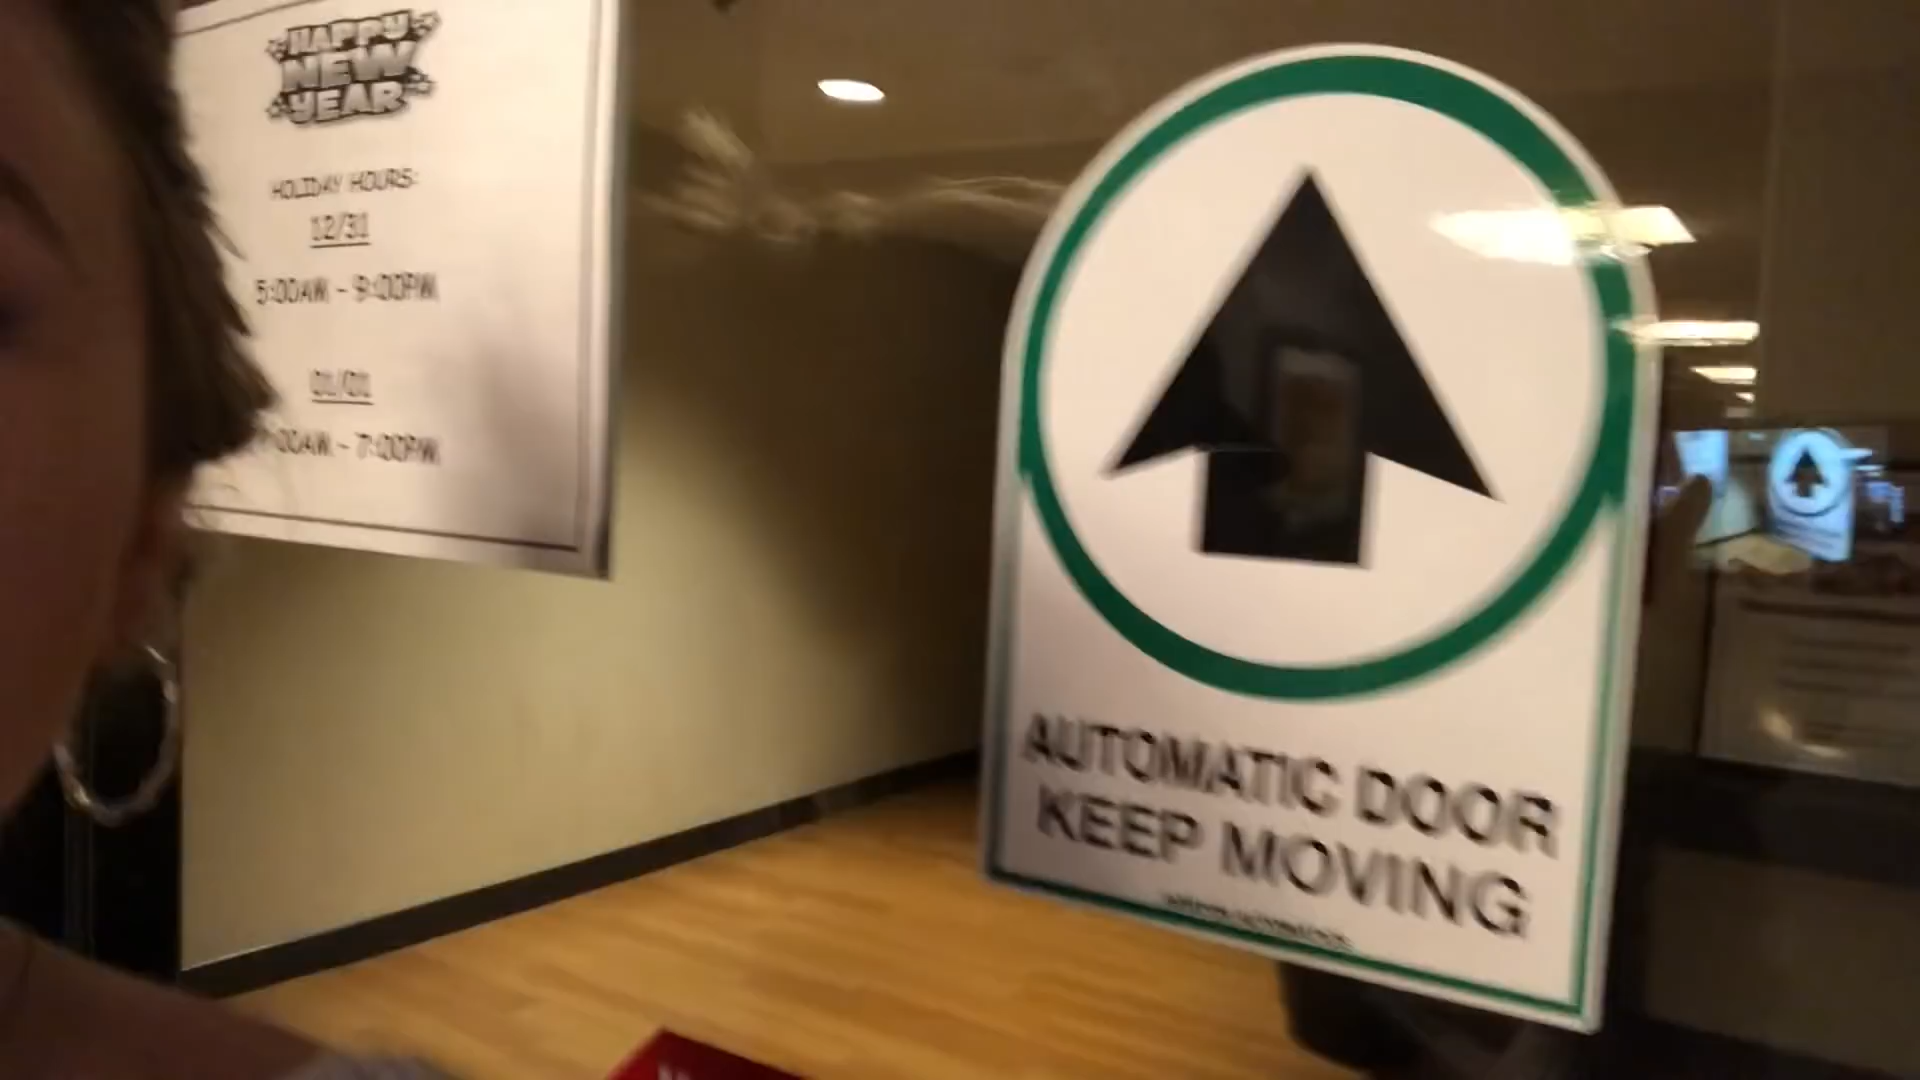 HAPPY
NEW
YEAR
HOLIDAY HOURS:
12/31
5:00AM - 9:00PM
01/01
:00AM - 7:00PM
AUTOMATIC DOOR
KEEP MOVING